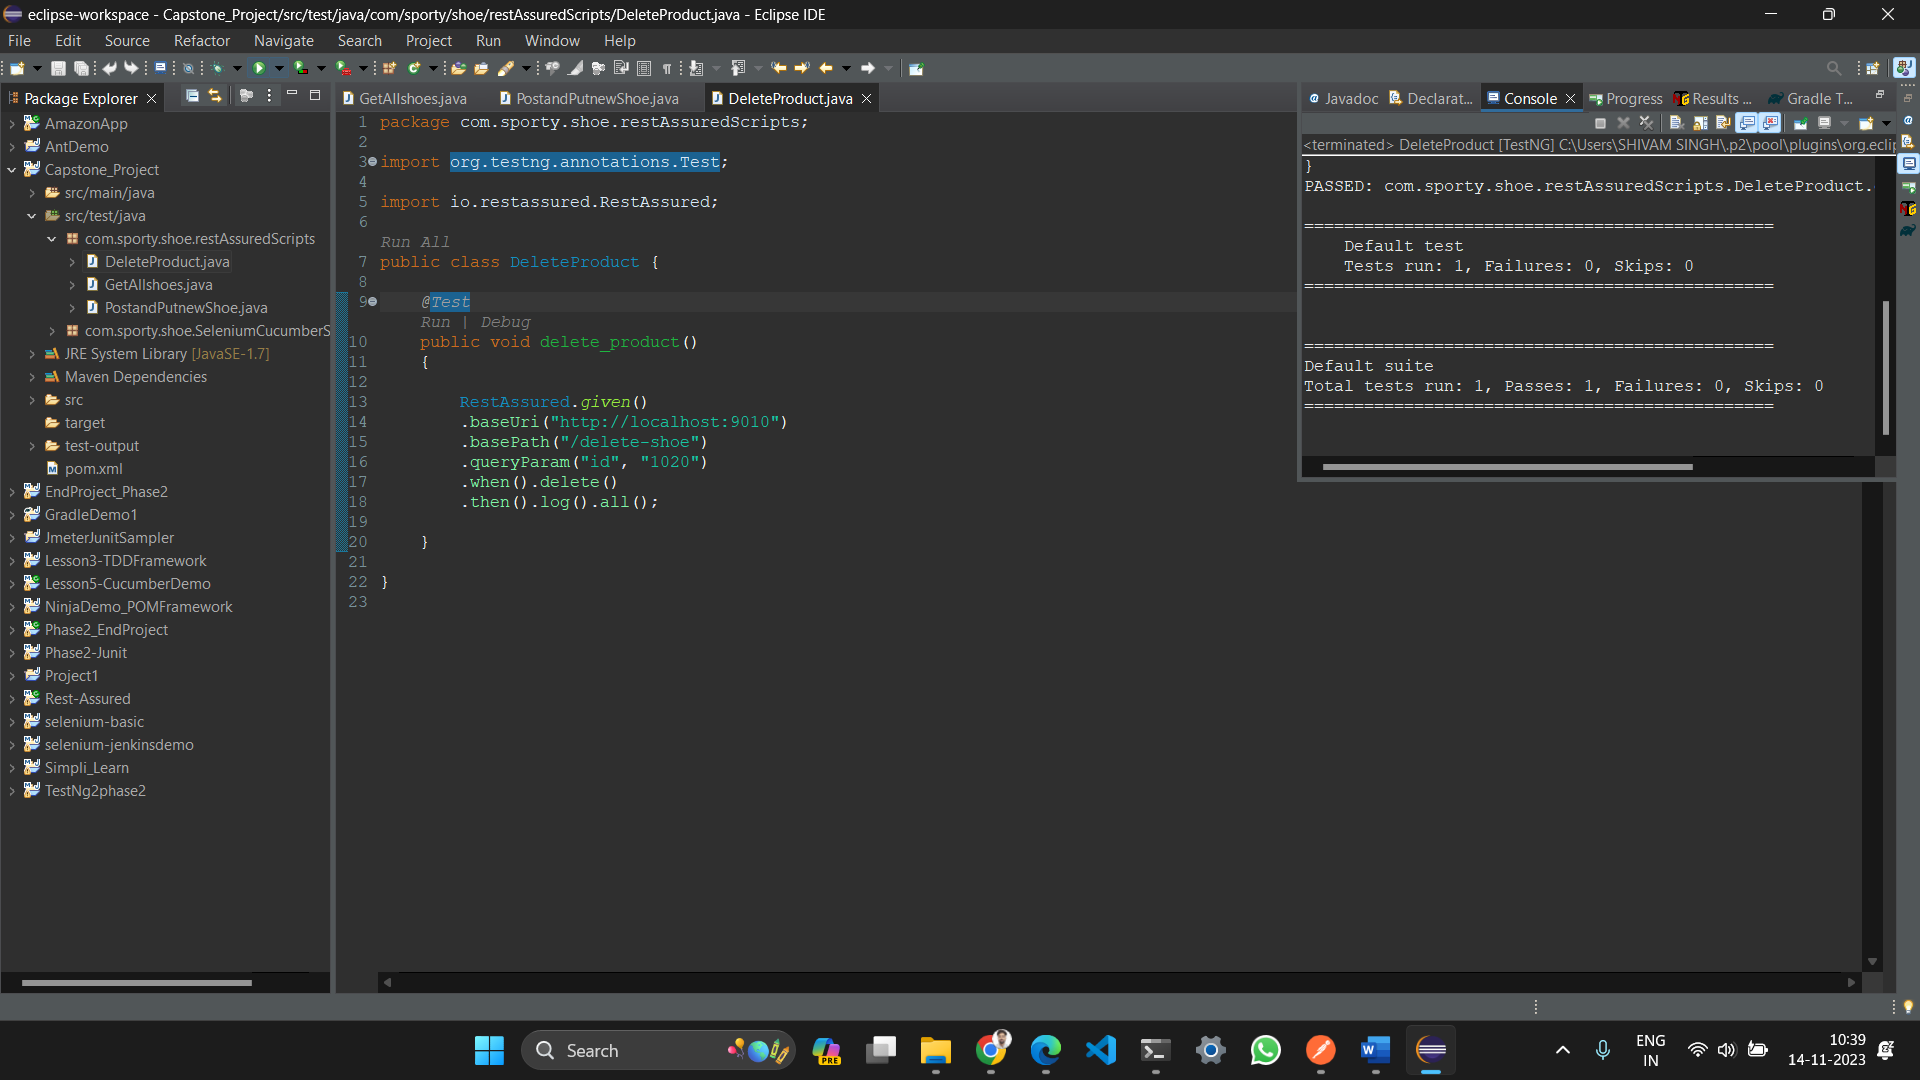 eclipse-workspace - Capstone_Project/src/test/java/com/sporty/shoe/restAssuredScripts/DeleteProduct.java - Eclipse IDE
File Edit Source Refactor Navigate Search Project Run Window Help
Package Explorer
AmazonApp
AntDemo
Capstone_Project
src/main/java
src/test/java
com.sporty.shoe.restAssuredScripts
DeleteProduct.java
GetAllshoes.java
PostandPutnewShoe.java
com.sporty.shoe.SeleniumCucumberS
JRE System Library [JavaSE-1.7]
Maven Dependencies
src
target
test-output
pom.xml
EndProject_Phase2
GradleDemo1
JmeterJunitSampler
Lesson3-TDDFramework
Lesson5-CucumberDemo
NinjaDemo_POMFramework
Phase2_EndProject
Phase2-Junit
Project1
Rest-Assured
selenium-basic
selenium-jenkinsdemo
Simpli_Learn
TestNg2phase2
GetAllshoes.java PostandPutnewShoe.java DeleteProduct.java
1 package com.sporty.shoe.restAssuredScripts;
2
3 import org.testng.annotations.Test;
4
5 import io.restassured.RestAssured;
6
Run All
7 public class DeleteProduct {
8
9 @Test
Run | Debug
10 public void delete_product()
11 {
12
13 RestAssured.given()
14 .baseUri("http://localhost:9010")
15 .basePath("/delete-shoe")
16 .queryParam("id", "1020")
17 .when().delete()
18 .then().log().all();
19
20 }
21
22 }
23
Javadoc Declarat... Console Progress Results ... Gradle T...
<terminated> DeleteProduct [TestNG] C:\Users\SHIVAM SINGH\.p2\pool\plugins\org.eclip
}
PASSED: com.sporty.shoe.restAssuredScripts.DeleteProduct.
===============================================
Default test
Tests run: 1, Failures: 0, Skips: 0
===============================================
===============================================
Default suite
Total tests run: 1, Passes: 1, Failures: 0, Skips: 0
===============================================
Search
PRE
ENG
IN
10:39
14-11-2023